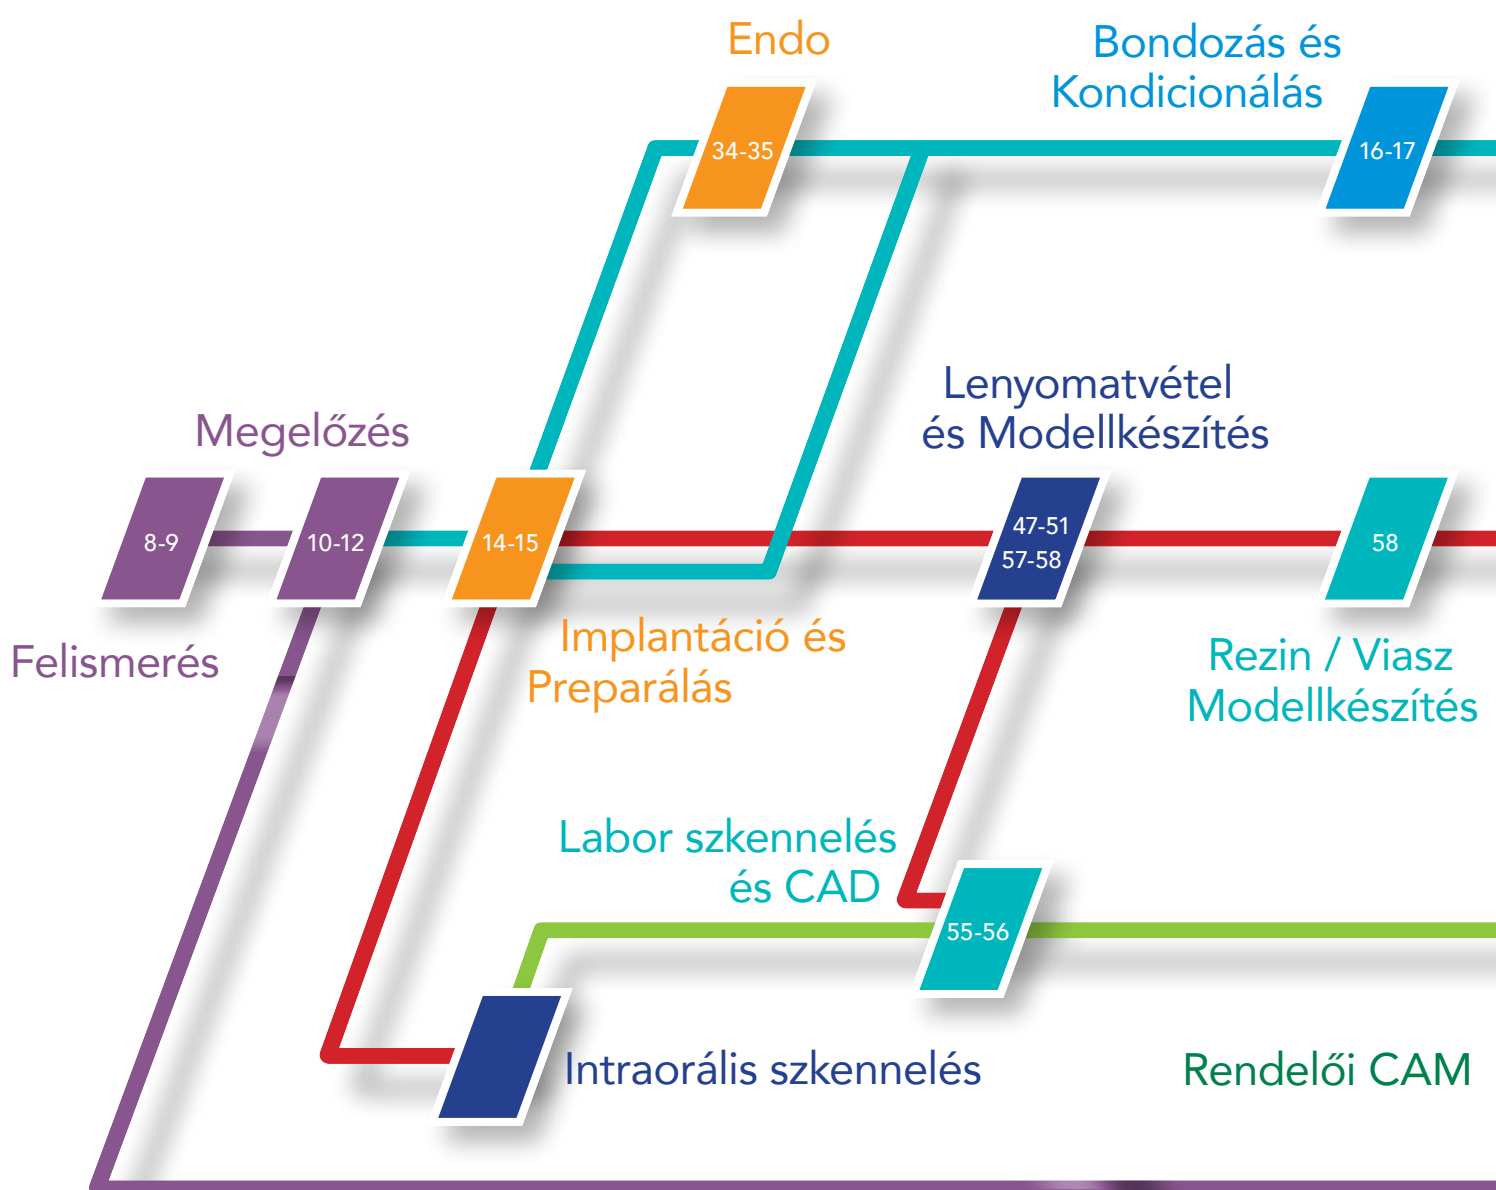 Endo
Bondozás és
Kondicionálás
34-35
16-17
Lenyomatvétel
és Modellkészítés
Megelőzés
8-9
10-12
14-15
47-51
57-58
58
Implantáció és
Preparálás
Felismerés
Rezin / Viasz
Modellkészítés
Labor szkennelés
és CAD
55-56
Intraorális szkennelés
Rendelői CAM